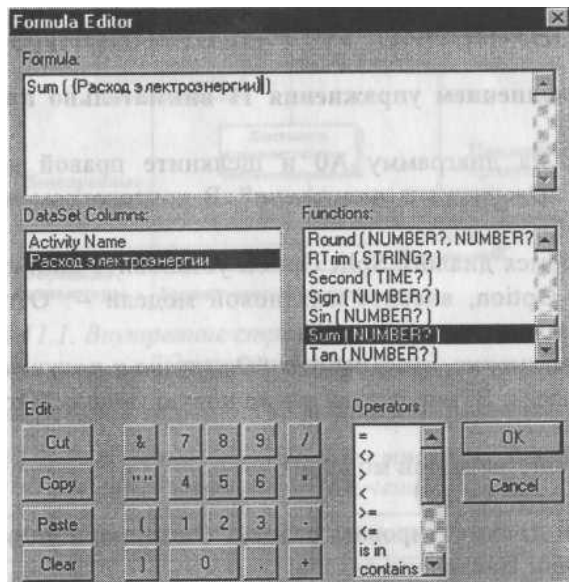 Formula Editor
Formula:
Sum ( {Расход электроэнергии} )
DataSet Columns:
Activity Name
Расход электроэнергии
Functions:
Round ( NUMBER?, NUMBER?
RTrim ( STRING? )
Second ( TIME? )
Sign ( NUMBER? )
Sin ( NUMBER? )
Sum ( NUMBER? )
Tan ( NUMBER? )
Edit
Cut
Copy
Paste
Clear
& 7 8 9 /
"" 4 5 6 *
( 1 2 3 -
) 0 . +
Operators
=
<>
>
<
>=
<=
is in
contains
OK
Cancel